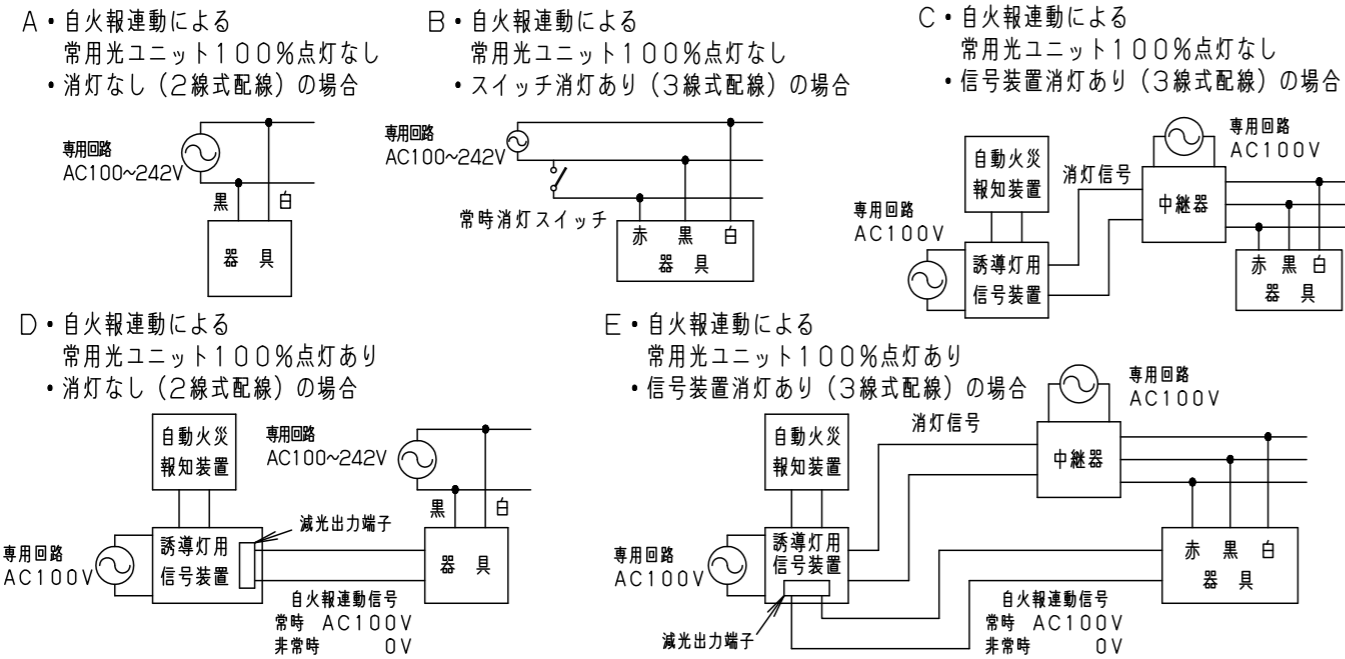 A・自火報連動による
常用光ユニット100%点灯なし
・消灯なし（2線式配線）の場合
専用回路
AC100~242V
黒 白
器 具
B・自火報連動による
常用光ユニット100%点灯なし
・スイッチ消灯あり（3線式配線）の場合
専用回路
AC100~242V
常時消灯スイッチ
赤 黒 白
器 具
C・自火報連動による
常用光ユニット100%点灯なし
・信号装置消灯あり（3線式配線）の場合
専用回路
AC100V
自動火災
報知装置
消灯信号
中継器
専用回路
AC100V
誘導灯用
信号装置
赤 黒 白
器 具
D・自火報連動による
常用光ユニット100%点灯あり
・消灯なし（2線式配線）の場合
自動火災
報知装置
専用回路
AC100~242V
黒 白
減光出力端子
専用回路
AC100V
誘導灯用
信号装置
器 具
自火報連動信号
常時 AC100V
非常時 0V
E・自火報連動による
常用光ユニット100%点灯あり
・信号装置消灯あり（3線式配線）の場合
専用回路
AC100V
消灯信号
自動火災
報知装置
中継器
専用回路
AC100V
誘導灯用
信号装置
赤 黒 白
器 具
減光出力端子
自火報連動信号
常時 AC100V
非常時 0V